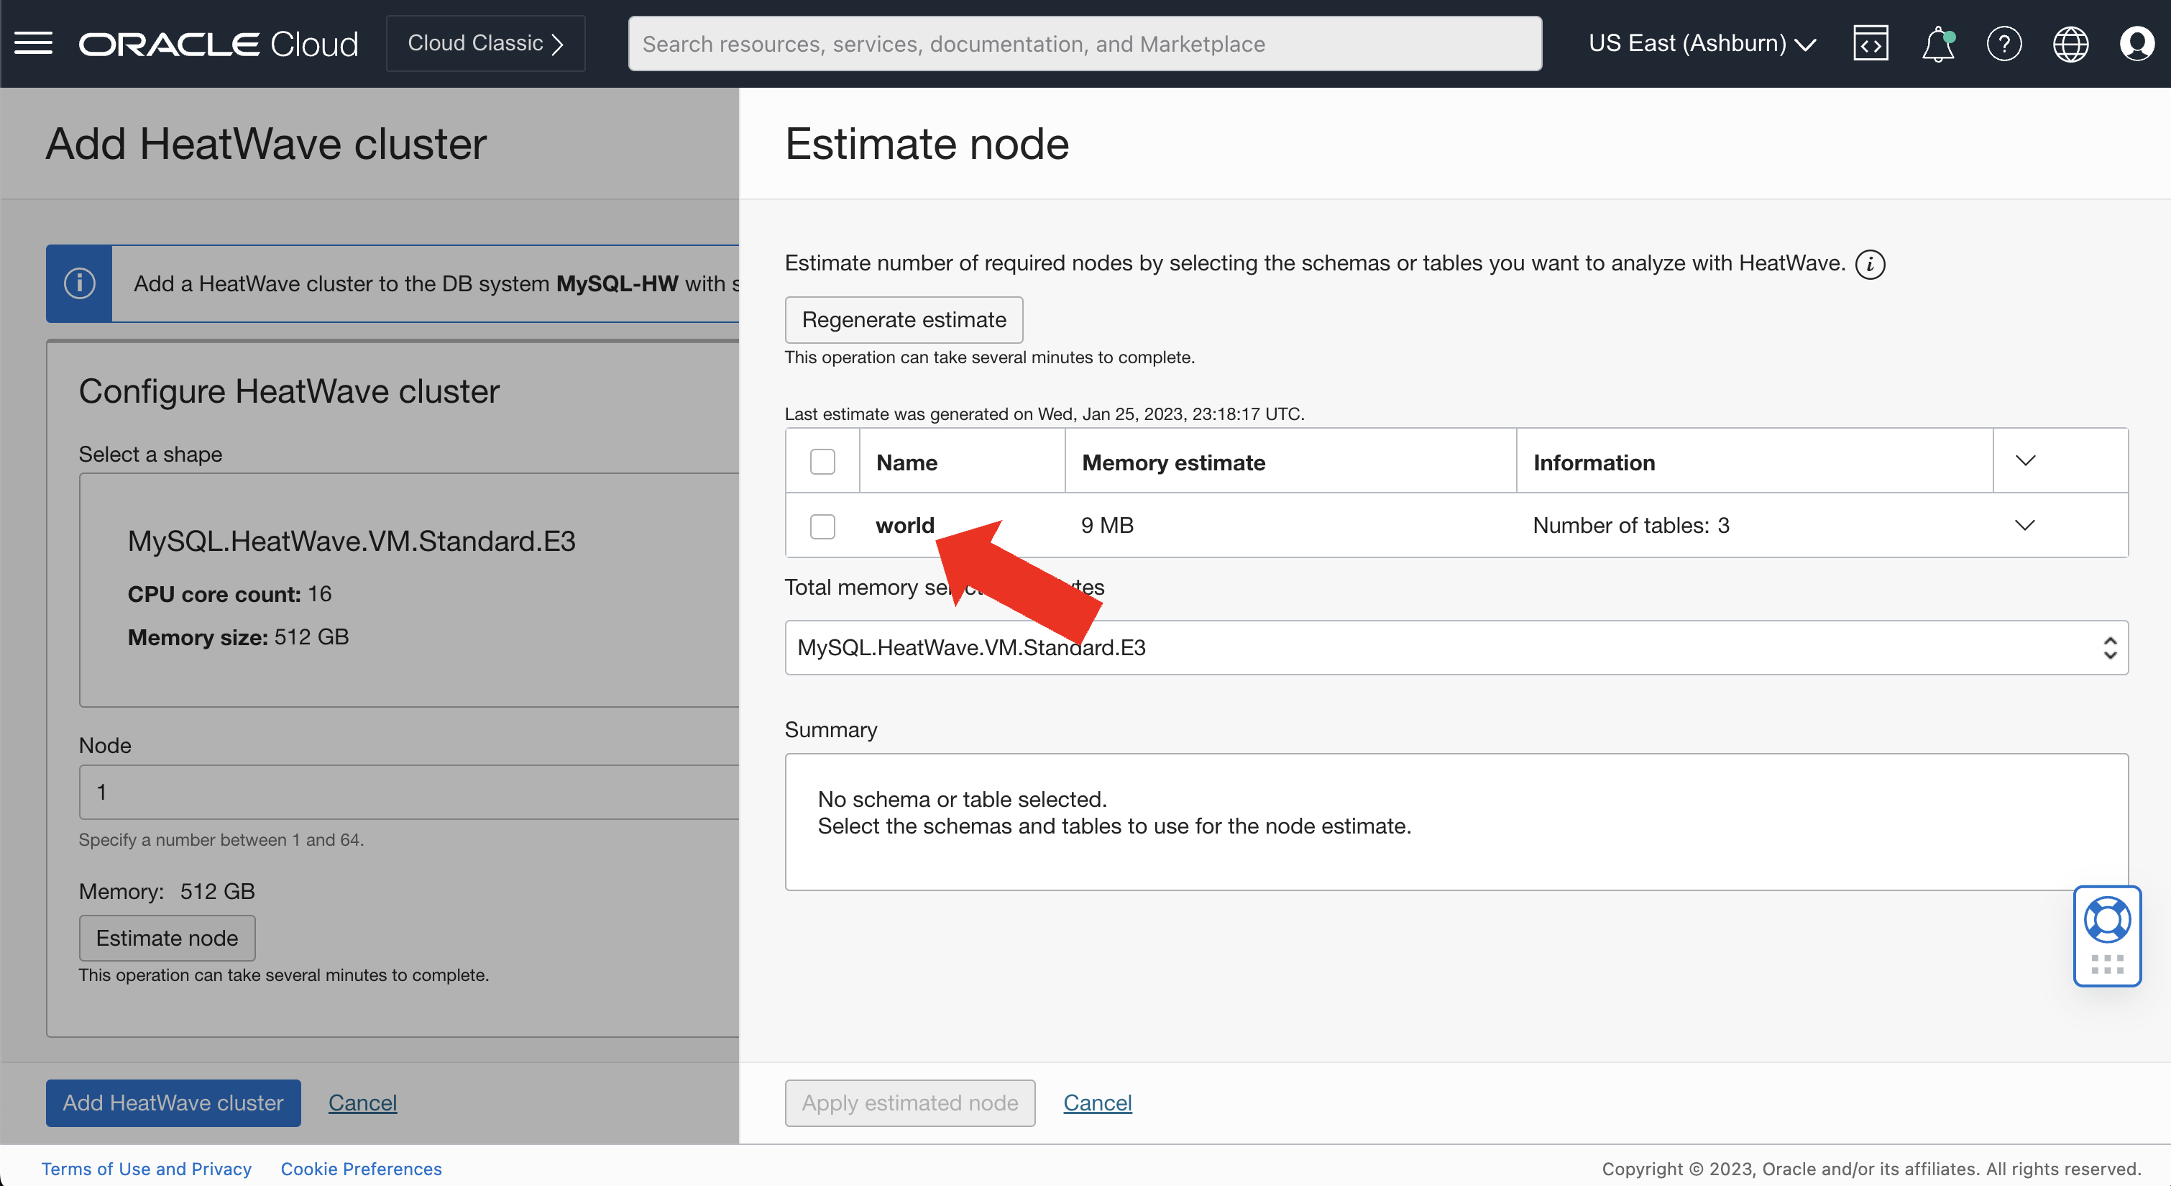 ORACLE Cloud
Cloud Classic
Search resources, services, documentation, and Marketplace
US East (Ashburn)
Add HeatWave cluster
Add a HeatWave cluster to the DB system MySQL-HW with s
Configure HeatWave cluster
Select a shape
MySQL.HeatWave.VM.Standard.E3
CPU core count: 16
Memory size: 512 GB
Node
1
Specify a number between 1 and 64.
Memory: 512 GB
Estimate node
This operation can take several minutes to complete.
Add HeatWave cluster Cancel
Estimate node
Estimate number of required nodes by selecting the schemas or tables you want to analyze with HeatWave.
Regenerate estimate
This operation can take several minutes to complete.
Last estimate was generated on Wed, Jan 25, 2023, 23:18:17 UTC.
Name Memory estimate Information
world 9 MB Number of tables: 3
Total memory
MySQL.HeatWave.VM.Standard.E3
Summary
No schema or table selected.
Select the schemas and tables to use for the node estimate.
Apply estimated node Cancel
Terms of Use and Privacy Cookie Preferences
Copyright © 2023, Oracle and/or its affiliates. All rights reserved.